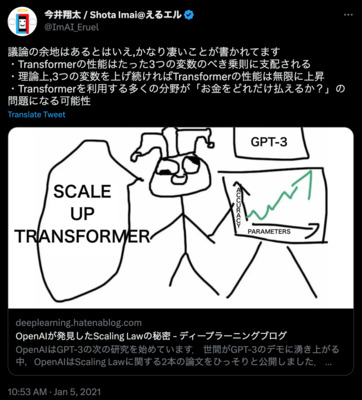 今井翔太 / Shota Imai@えるエル
@ImAI_Eruel
議論の余地はあるとはいえ,かなり凄いことが書かれてます
・Transformerの性能はたった3つの変数のべき乗則に支配される
・理論上,3つの変数を上げ続ければTransformerの性能は無限に上昇
・Transformerを利用する多くの分野が「お金をどれだけ払えるか？」の
問題になる可能性
Translate Tweet
GPT-3
SCALE
UP
TRANSFORMER
ACCURACY
PARAMETERS
deeplearning.hatenablog.com
OpenAIが発見したScaling Lawの秘密 - ディープラーニングブログ
OpenAIはGPT-3の次の研究を始めています． 世間がGPT-3のデモに湧き上がる
中，OpenAIはScaling Lawに関する2本の論文をひっそりと公開しました． ...
10:53 AM · Jan 5, 2021